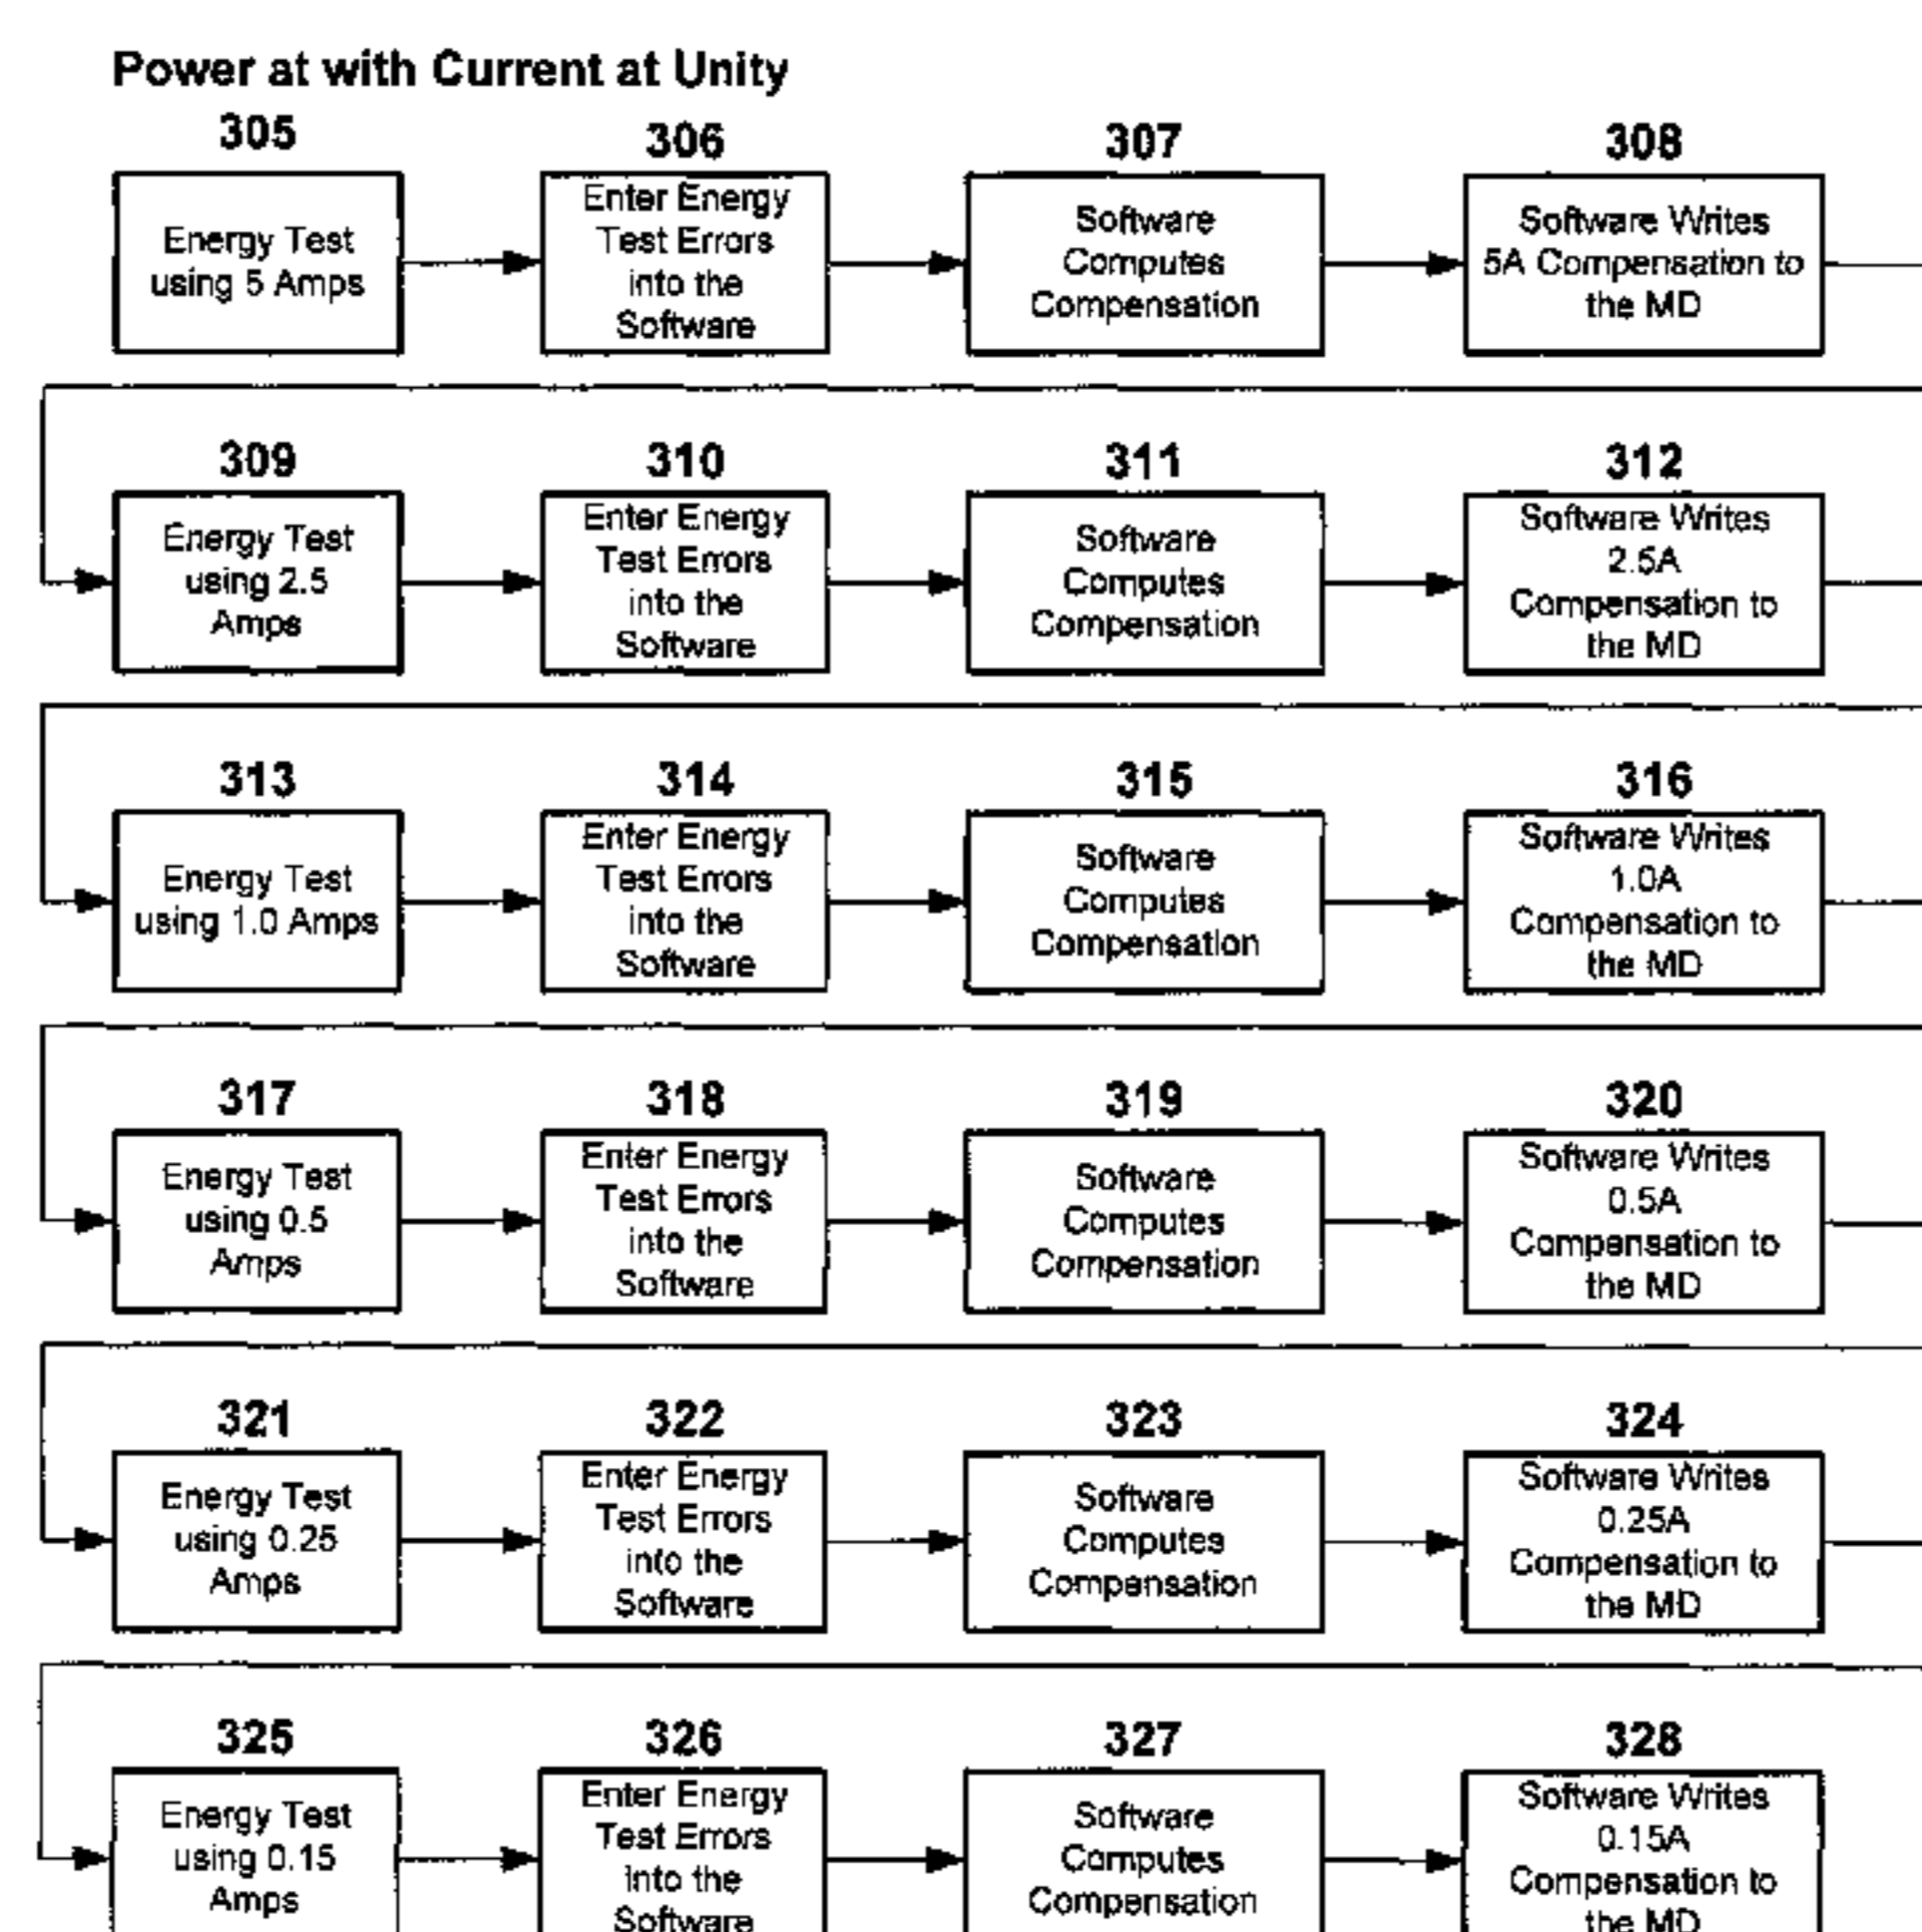 Power at with Current at Unity
305
306
307
308
Energy Test
using 5 Amps
Enter Energy
Test Errors
into the
Software
Software
Computes
Compensation
Software Writes
5A Compensation to
the MD
309
310
311
312
Energy Test
using 2.5
Amps
Enter Energy
Test Errors
into the
Software
Software
Computes
Compensation
Software Writes
2.5A
Compensation to
the MD
313
314
315
316
Energy Test
using 1.0 Amps
Enter Energy
Test Errors
into the
Software
Software
Computes
Compensation
Software Writes
1.0A
Compensation to
the MD
317
318
319
320
Energy Test
using 0.5
Amps
Enter Energy
Test Errors
into the
Software
Software
Computes
Compensation
Software Writes
0.5A
Compensation to
the MD
321
322
323
324
Energy Test
using 0.25
Amps
Enter Energy
Test Errors
into the
Software
Software
Computes
Compensation
Software Writes
0.25A
Compensation to
the MD
325
326
327
328
Energy Test
using 0.15
Amps
Enter Energy
Test Errors
into the
Software
Software
Computes
Compensation
Software Writes
0.15A
Compensation to
the MD